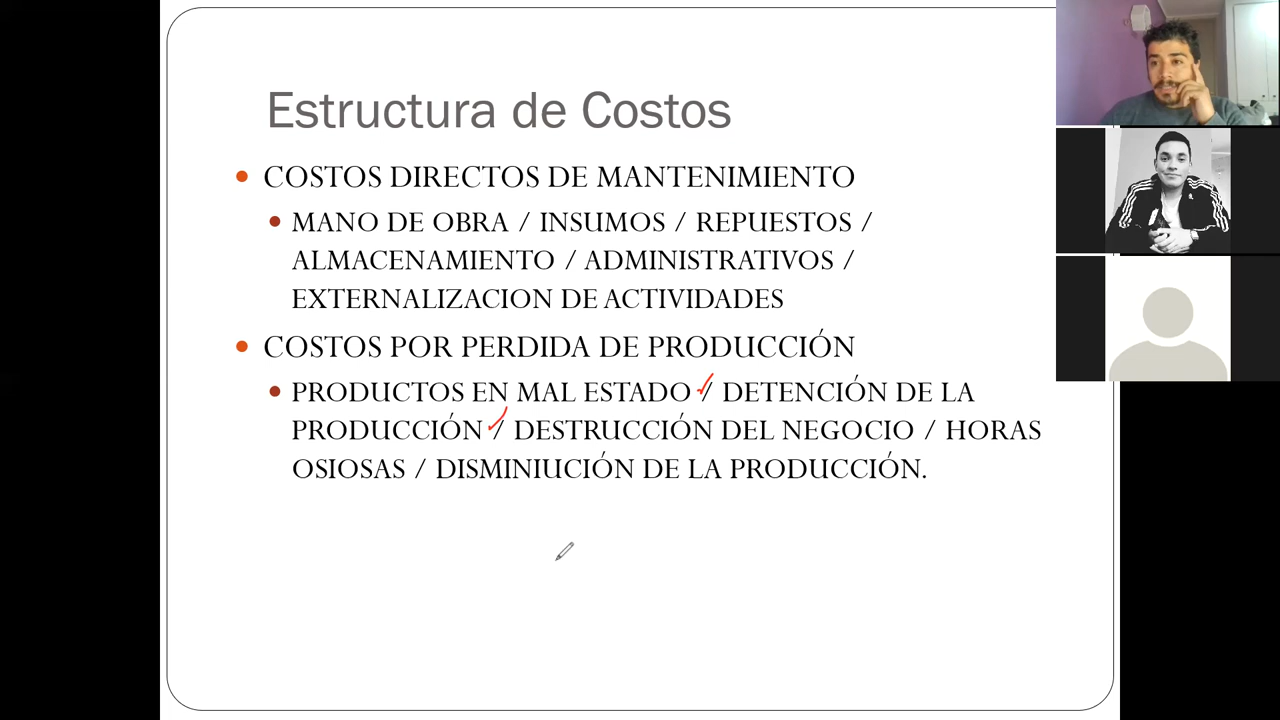 Estructura de Costos
COSTOS DIRECTOS DE MANTENIMIENTO
MANO DE OBRA / INSUMOS / REPUESTOS /
ALMACENAMIENTO / ADMINISTRATIVOS /
EXTERNALIZACION DE ACTIVIDADES
COSTOS POR PERDIDA DE PRODUCCIÓN
PRODUCTOS EN MAL ESTADO / DETENCIÓN DE LA
PRODUCCIÓN / DESTRUCCIÓN DEL NEGOCIO / HORAS
OSIOSAS / DISMINIUCIÓN DE LA PRODUCCIÓN.